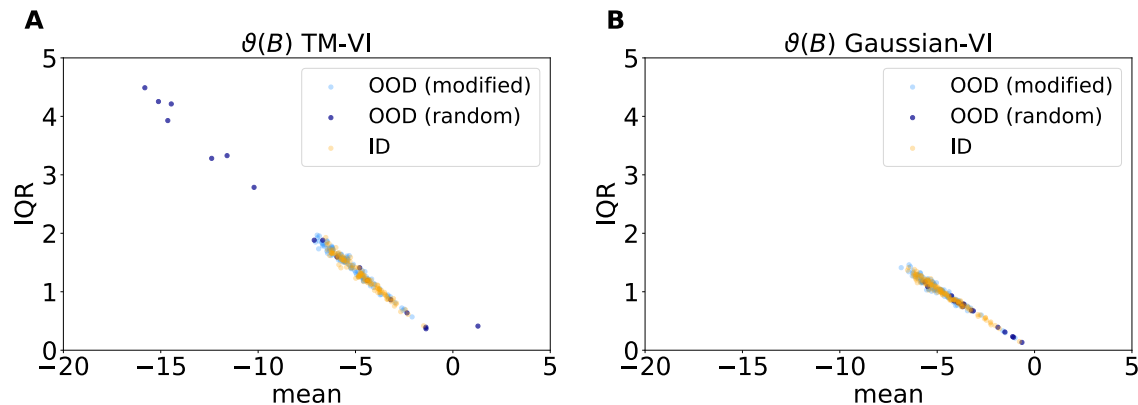 A
ϑ(B) TM-VI
5
4
3
2
1
0
IQR
OOD (modified)
OOD (random)
ID
−20
−15
−10
−5
0
5
mean
B
ϑ(B) Gaussian-VI
5
4
3
2
1
0
IQR
OOD (modified)
OOD (random)
ID
−20
−15
−10
−5
0
5
mean